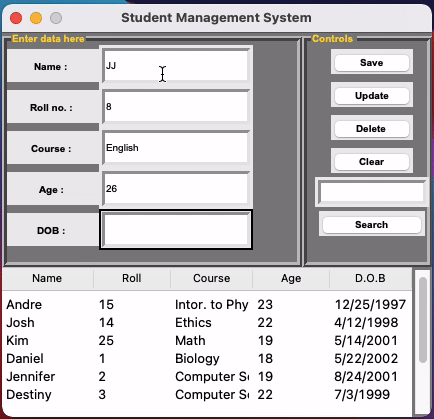 Student Management System
Enter data here
Controls
Name : JJ
Save
Roll no. : 8
Update
Course : English
Delete
Age : 26
Clear
DOB :
Search
Name Roll Course Age D.O.B
Andre 15 Intor. to Phy 23 12/25/1997
Josh 14 Ethics 22 4/12/1998
Kim 25 Math 19 5/14/2001
Daniel 1 Biology 18 5/22/2002
Jennifer 2 Computer Sc 19 8/24/2001
Destiny 3 Computer Sc 22 7/3/1999